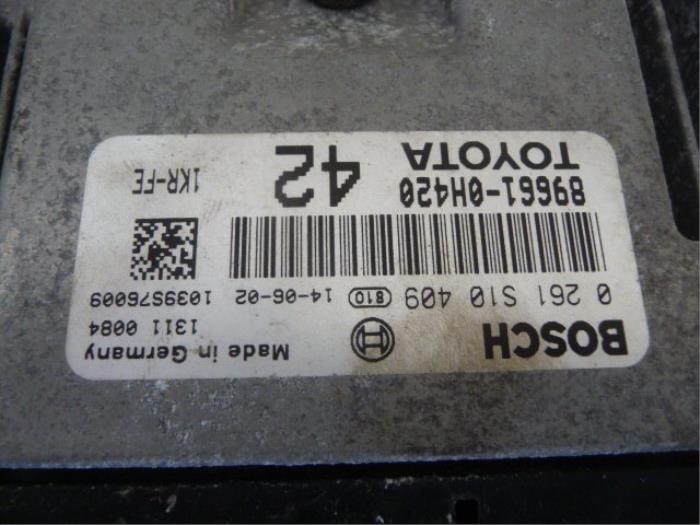 BOSCH Made in Germany
1311 0084
0 261 S10 409 810 14-06-02 1039S76009
89661-0H420 42 1KR-FE
TOYOTA